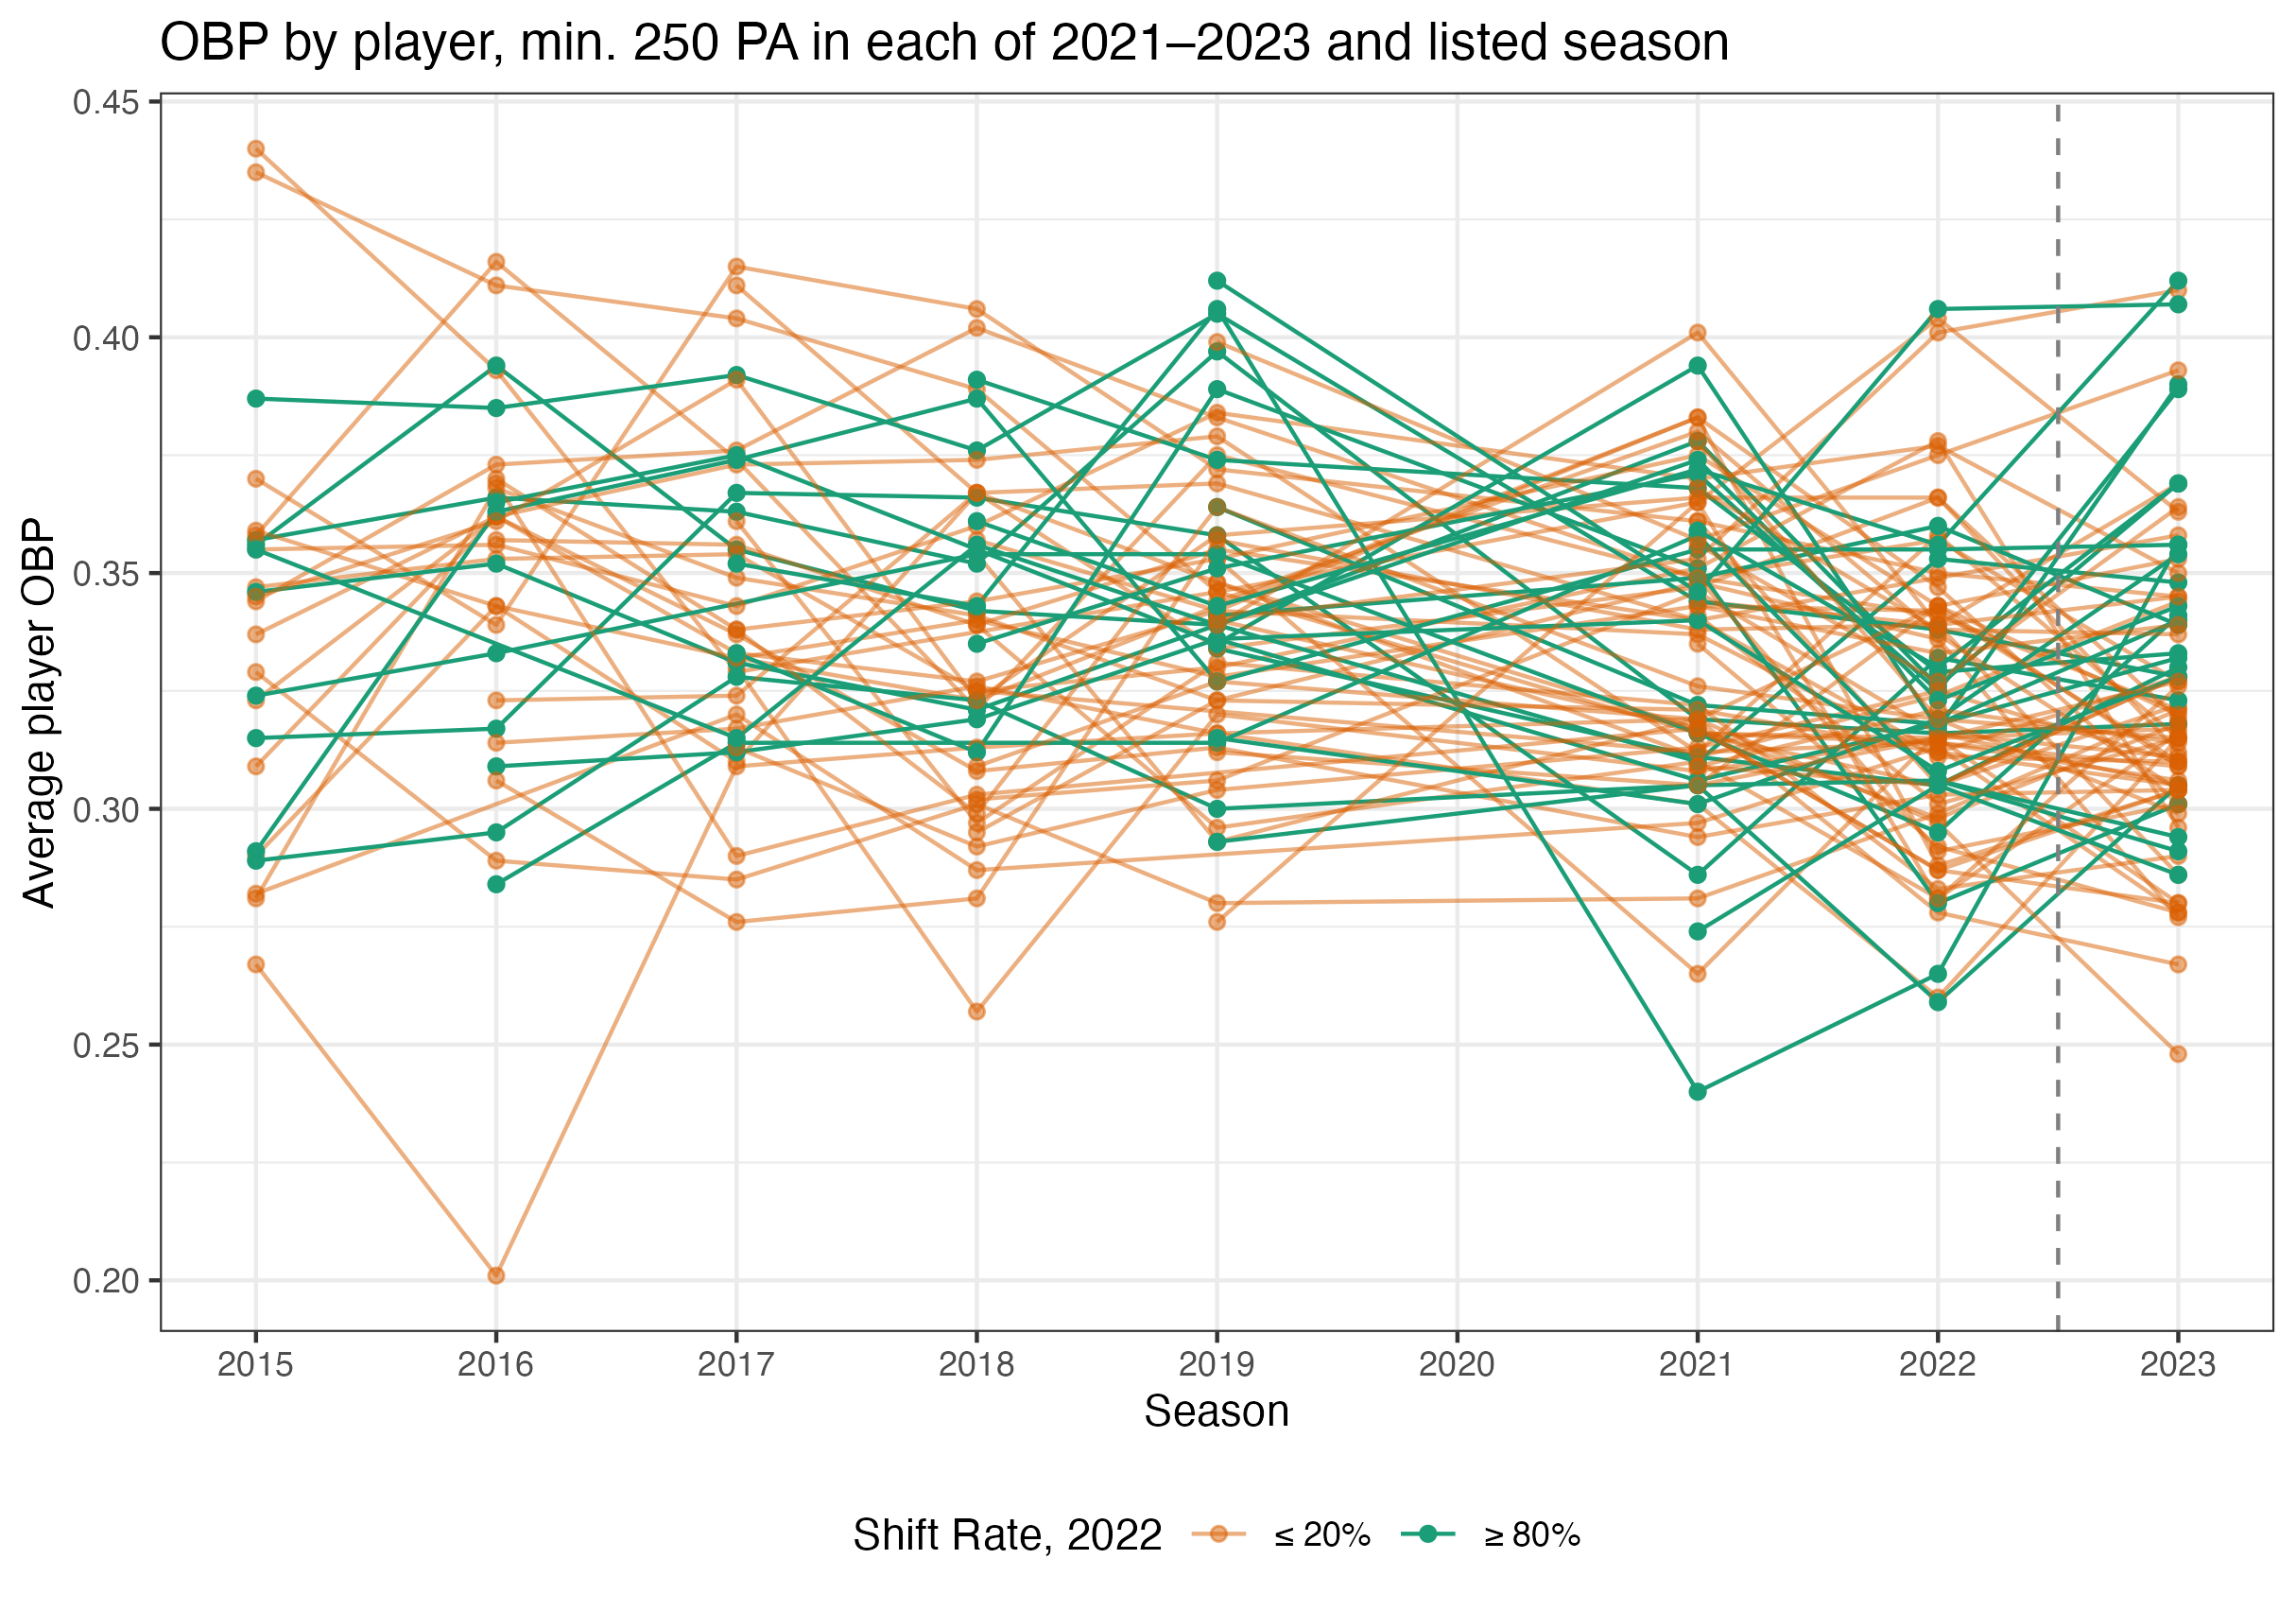 OBP by player, min. 250 PA in each of 2021–2023 and listed season
Average player OBP
0.45
0.40
0.35
0.30
0.25
0.20
2015 2016 2017 2018 2019 2020 2021 2022 2023
Season
Shift Rate, 2022 ≤ 20% ≥ 80%